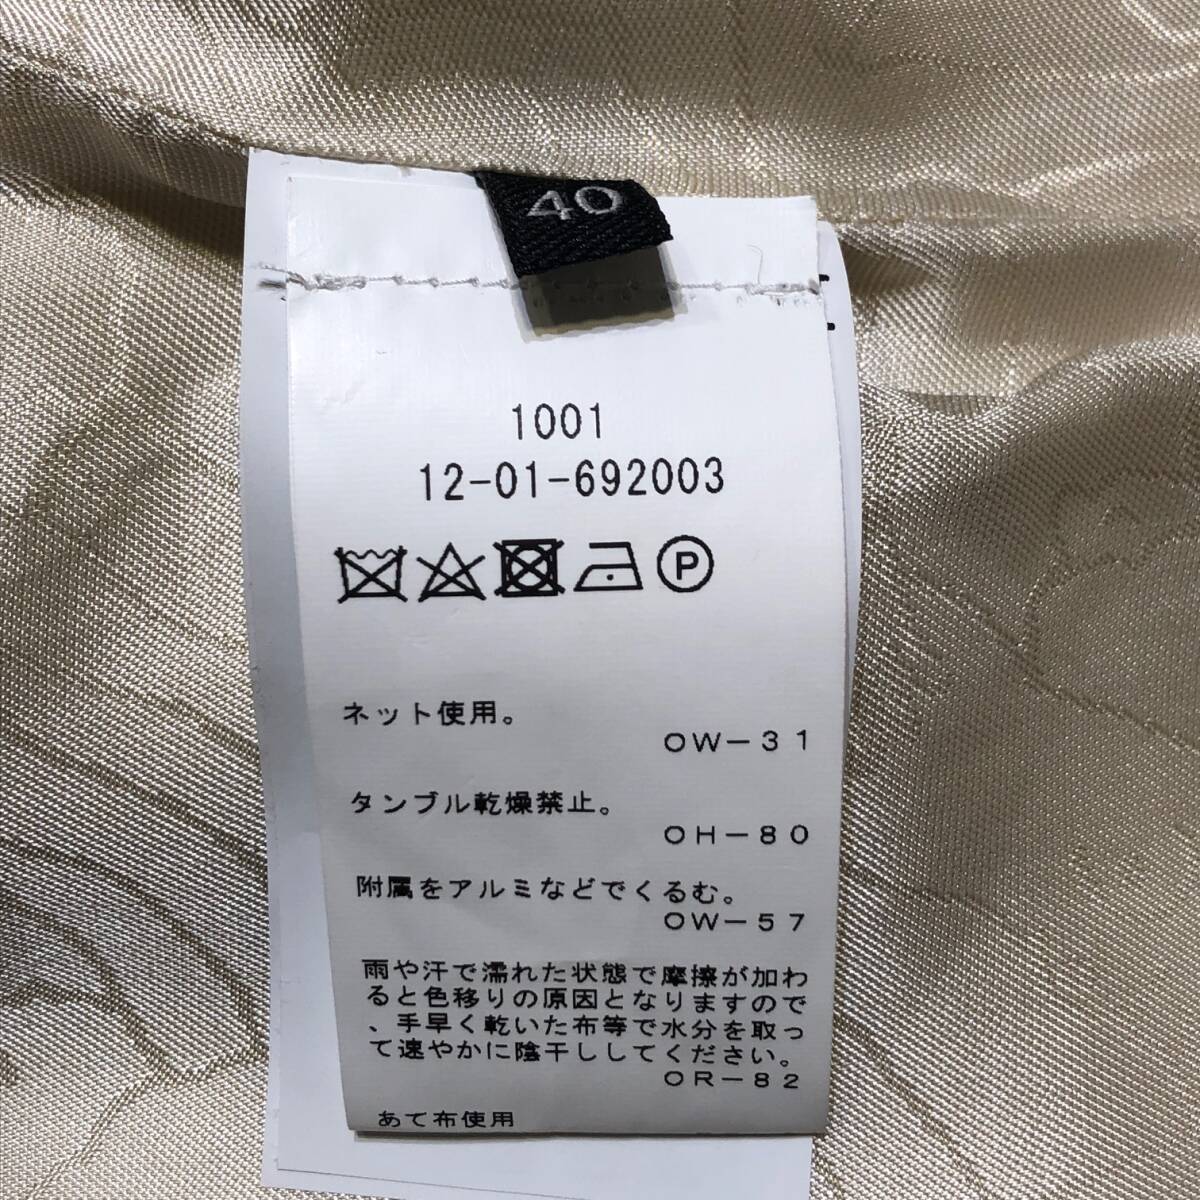 40
1001
12-01-692003
P
ネット使用。
OW-31
タンブル乾燥禁止。
OH-80
附属をアルミなどでくるむ。
OW-57
雨や汗で濡れた状態で摩擦が加わ
ると色移りの原因となりますので
、手早く乾いた布等で水分を取っ
て速やかに陰干ししてください。
OR-82
あて布使用